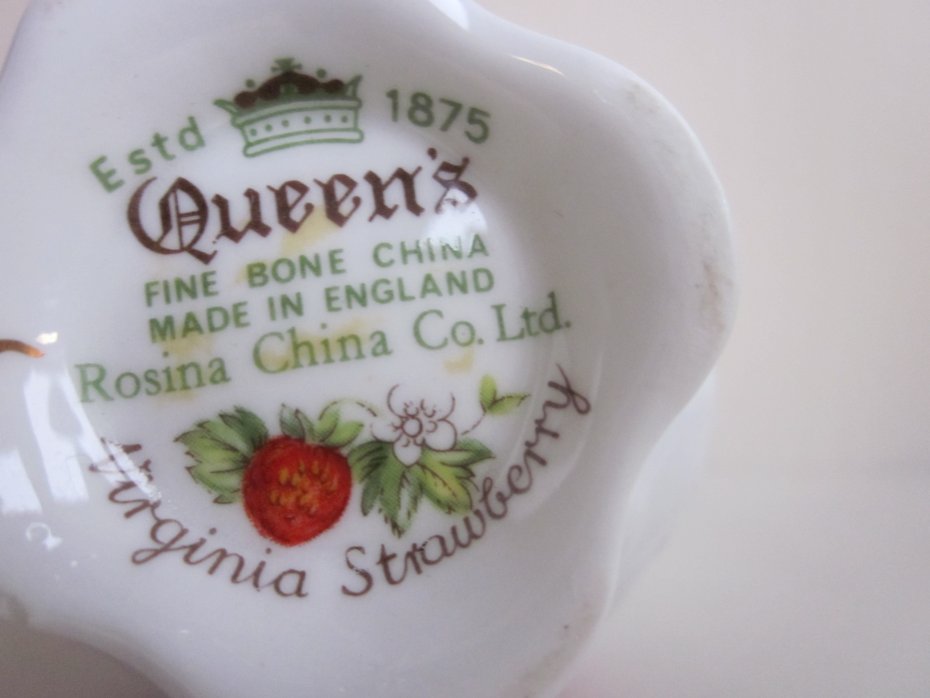 Estd 1875
Queen's
FINE BONE CHINA
MADE IN ENGLAND
Rosina China Co. Ltd.
Virginia Strawberry